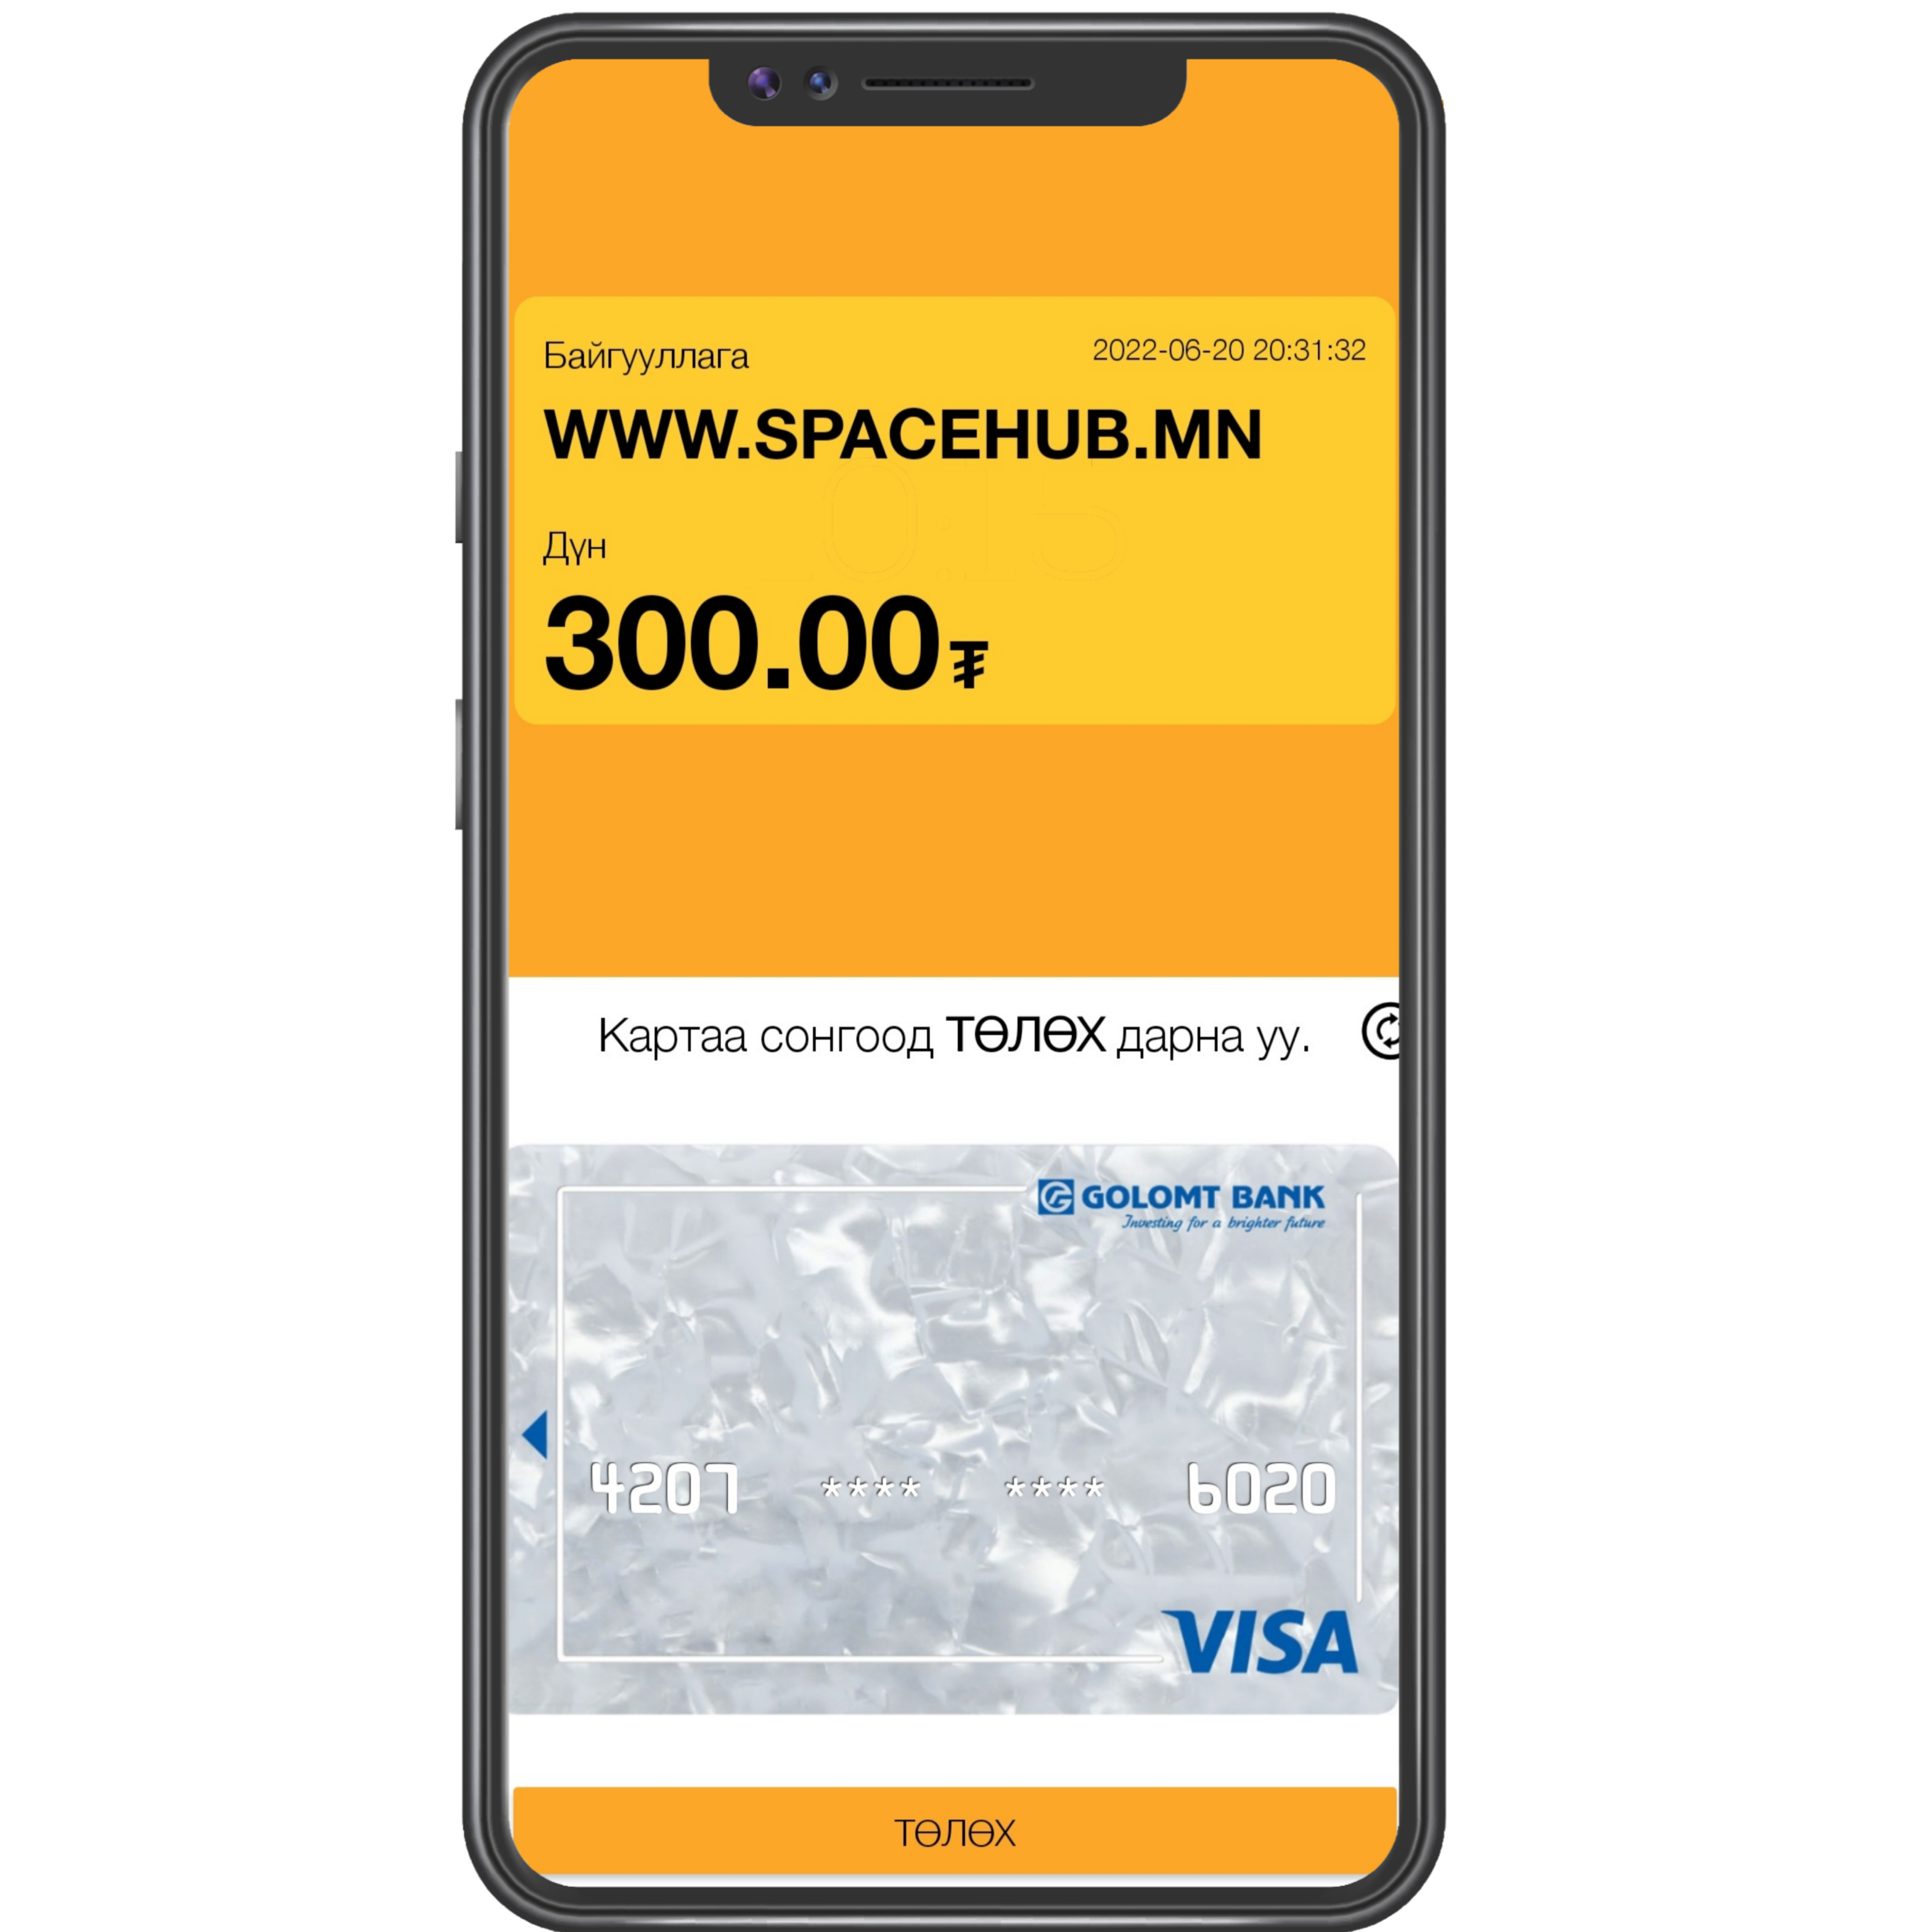 Байгууллага 2022-06-20 20:31:32
WWW.SPACEHUB.MN
Дүн
300.00₮
Картаа сонгоод ТӨЛӨХ дарна уу.
GOLOMT BANK
Investing for a brighter future
4207 **** **** 6020
VISA
ТӨЛӨХ